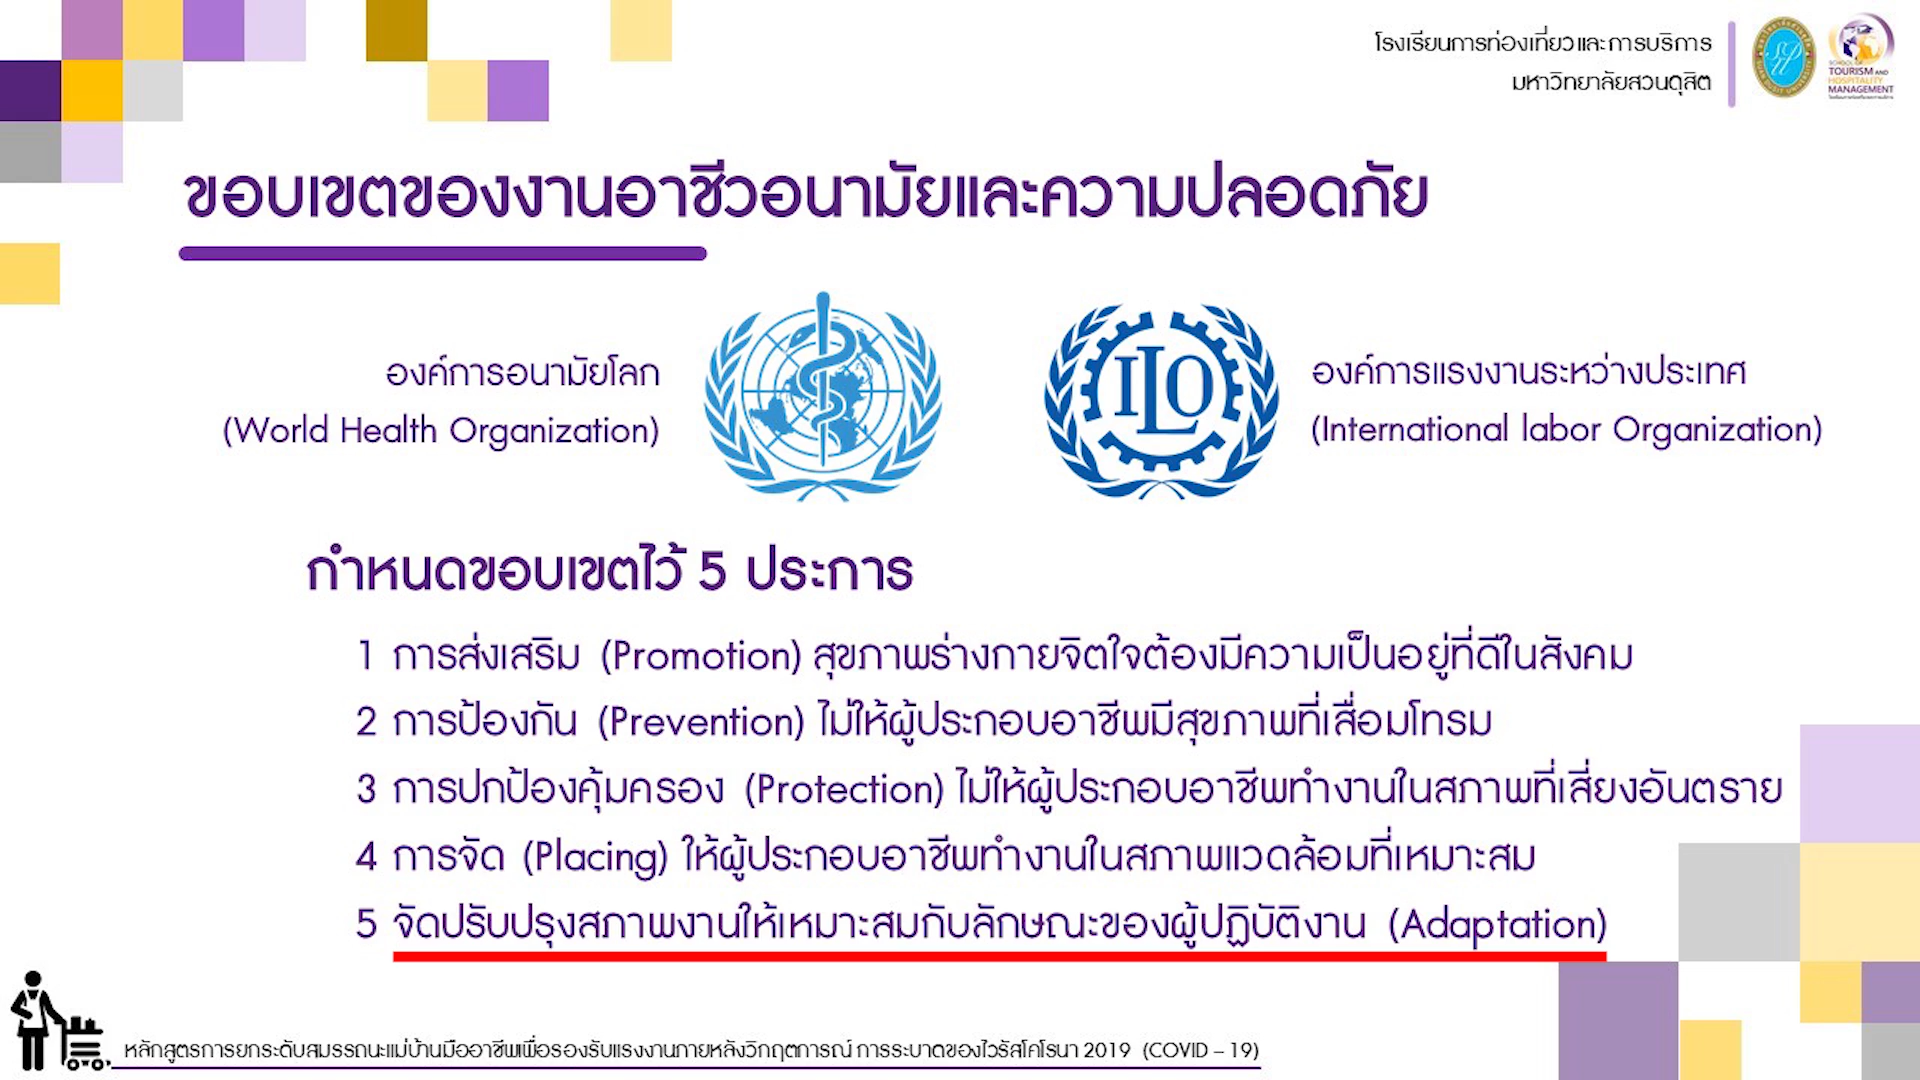 โรงเรียนการท่องเที่ยวและการบริการ
มหาวิทยาลัยสวนดุสิต
SCHOOL OF
TOURISM AND
HOSPITALITY
MANAGEMENT
ขอบเขตของงานอาชีวอนามัยและความปลอดภัย
องค์การอนามัยโลก
(World Health Organization)
ILO
องค์การแรงงานระหว่างประเทศ
(International labor Organization)
กำหนดขอบเขตไว้ 5 ประการ
1 การส่งเสริม (Promotion) สุขภาพร่างกายจิตใจต้องมีความเป็นอยู่ที่ดีในสังคม
2 การป้องกัน (Prevention) ไม่ให้ผู้ประกอบอาชีพมีสุขภาพที่เสื่อมโทรม
3 การปกป้องคุ้มครอง (Protection) ไม่ให้ผู้ประกอบอาชีพทำงานในสภาพที่เสี่ยงอันตราย
4 การจัด (Placing) ให้ผู้ประกอบอาชีพทำงานในสภาพแวดล้อมที่เหมาะสม
5 จัดปรับปรุงสภาพงานให้เหมาะสมกับลักษณะของผู้ปฏิบัติงาน (Adaptation)
หลักสูตรการยกระดับสมรรถนะแม่บ้านมืออาชีพเพื่อรองรับแรงงานภายหลังวิกฤตการณ์ การระบาดของไวรัสโคโรนา 2019 (COVID – 19)